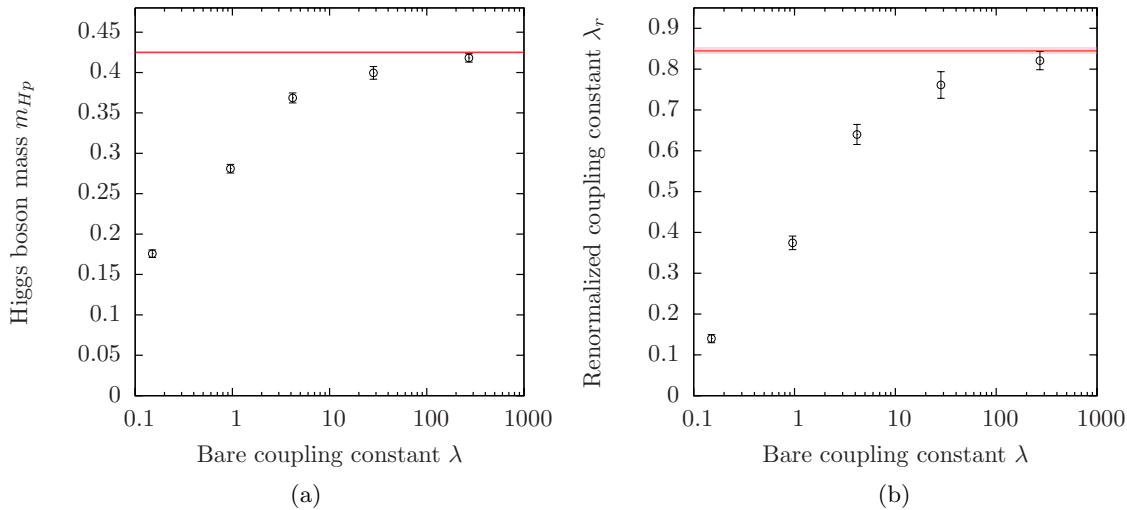 Higgs boson mass m_{Hp}
0.45
0.4
0.35
0.3
0.25
0.2
0.15
0.1
0.05
0
0.1 1 10 100 1000
Bare coupling constant λ
(a)
Renormalized coupling constant λ_r
0.9
0.8
0.7
0.6
0.5
0.4
0.3
0.2
0.1
0
0.1 1 10 100 1000
Bare coupling constant λ
(b)